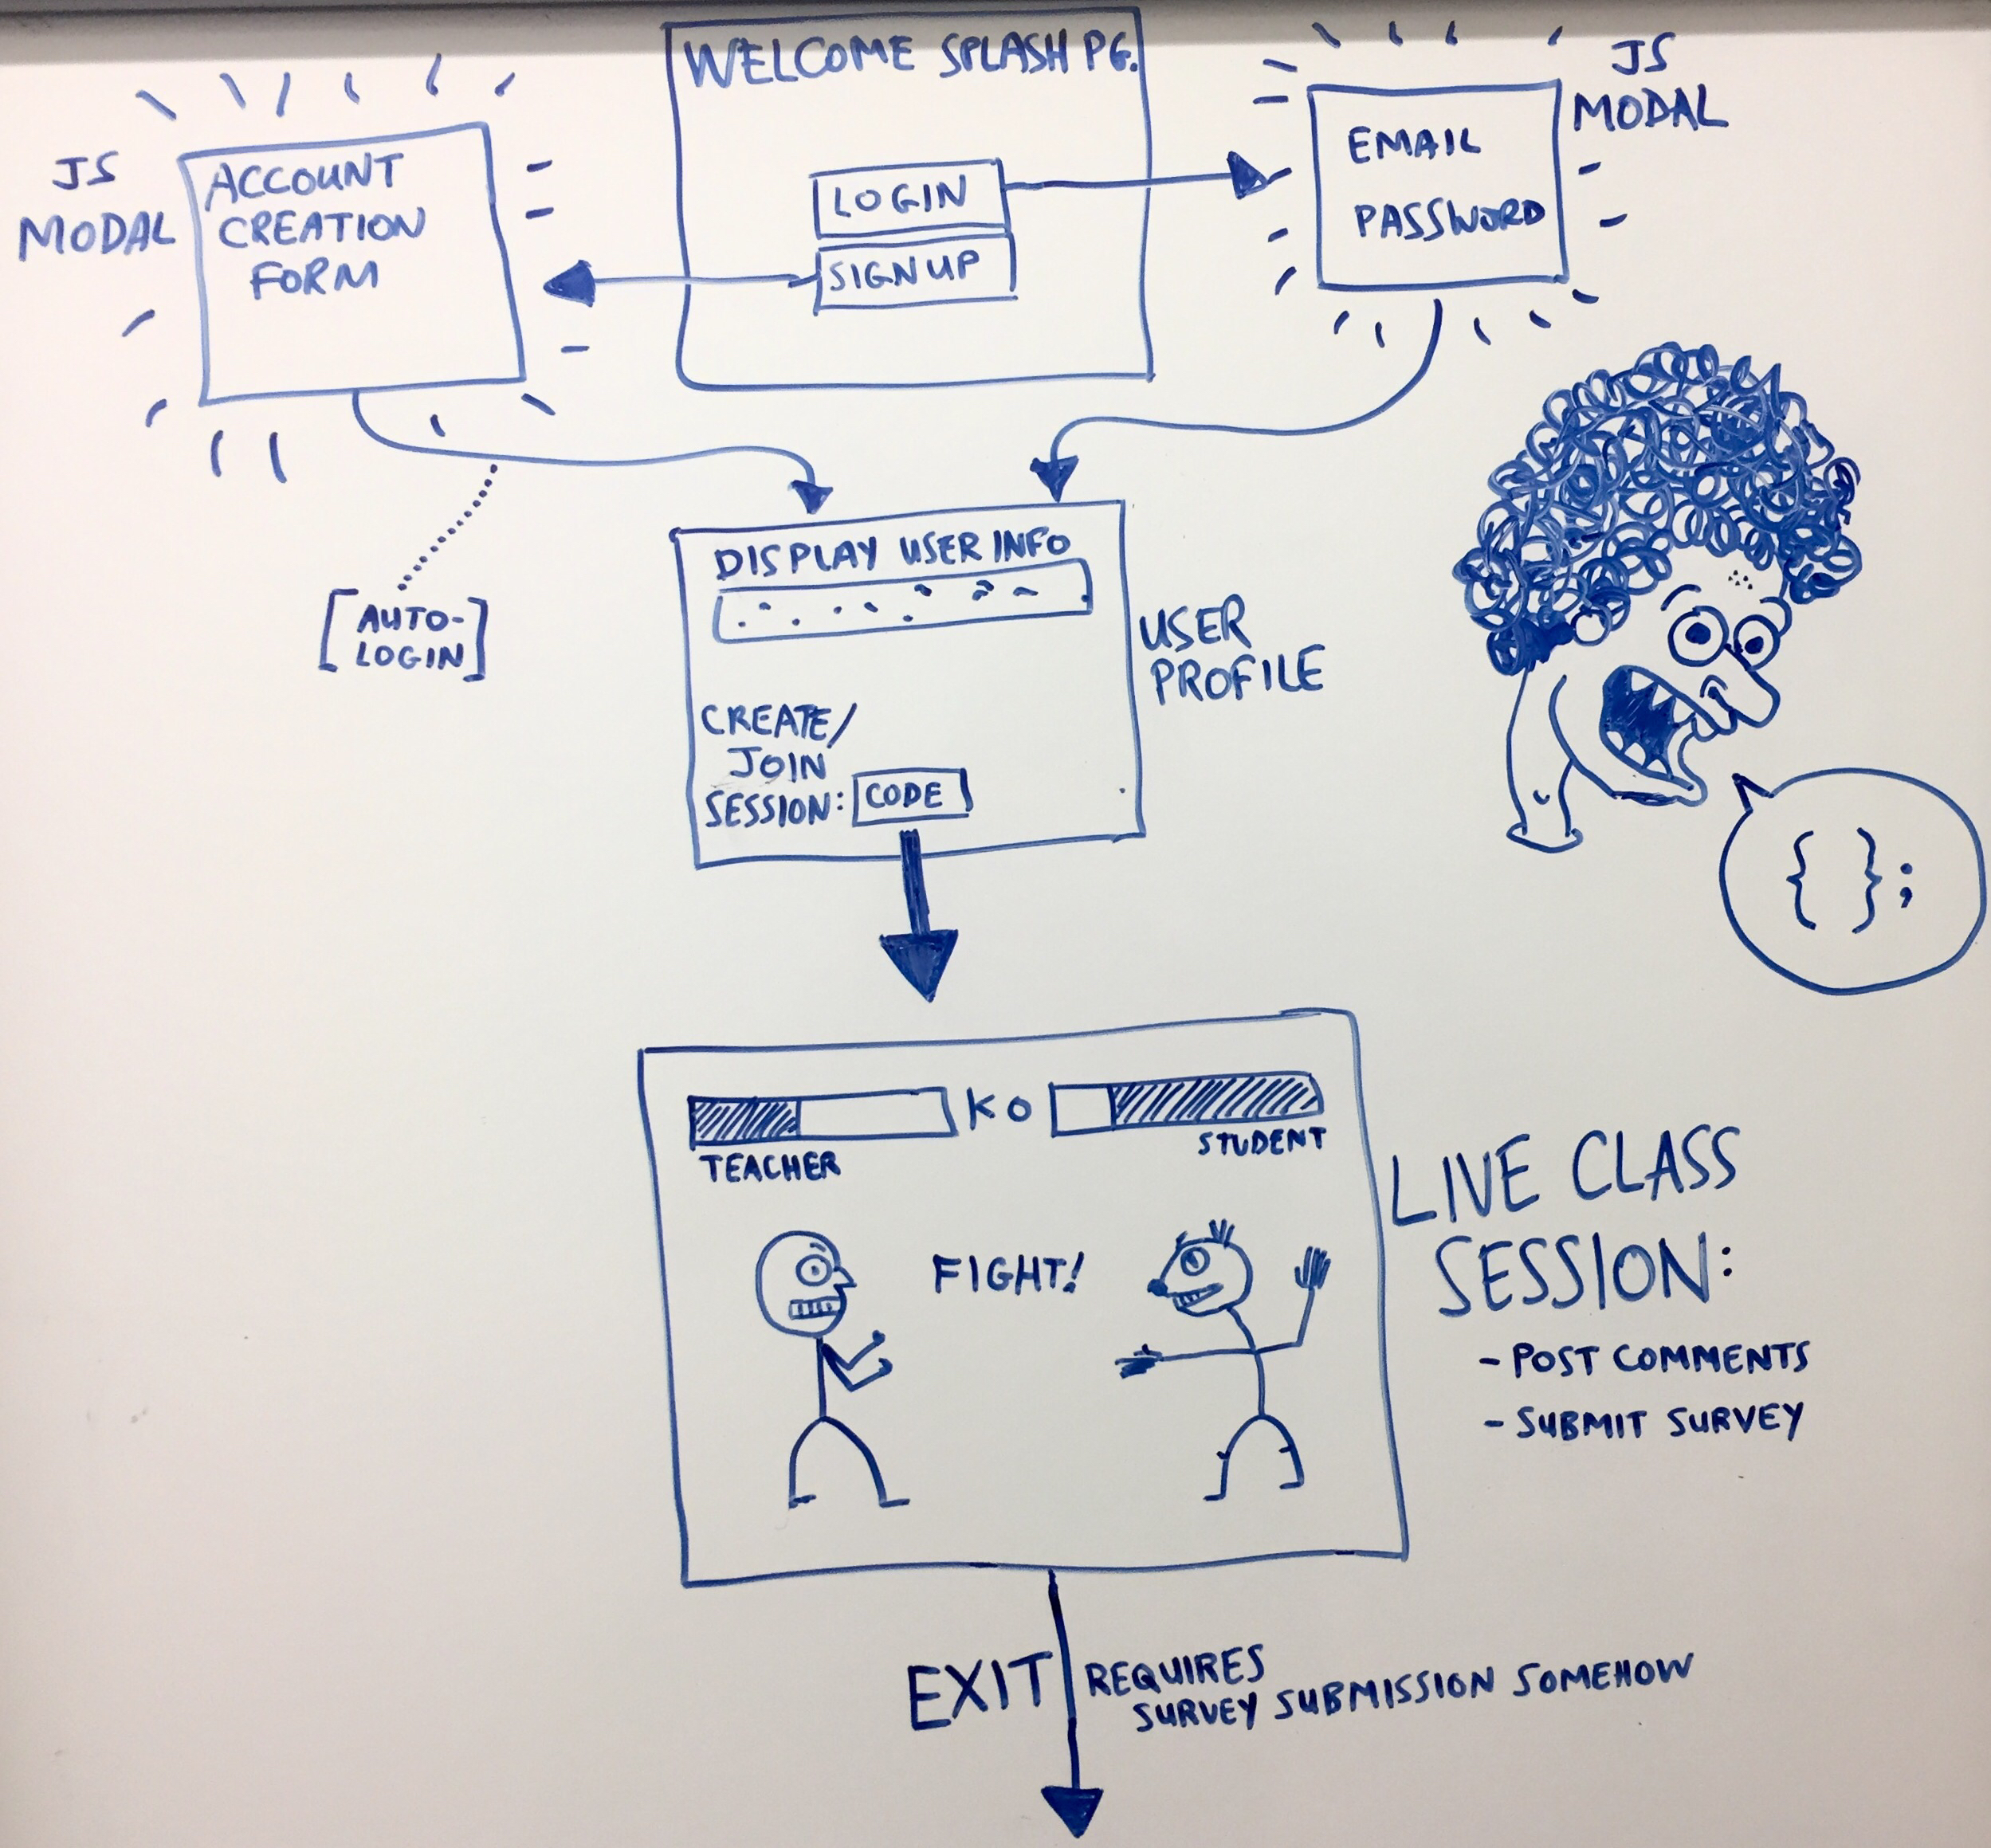 WELCOME SPLASH PG.
LOGIN
SIGNUP
JS
MODAL
ACCOUNT
CREATION
FORM
JS
MODAL
EMAIL
PASSWORD
[AUTO-
LOGIN]
DISPLAY USER INFO
CREATE/
JOIN
SESSION: CODE
USER
PROFILE
{ };
KO
TEACHER
STUDENT
FIGHT!
LIVE CLASS
SESSION:
- POST COMMENTS
- SUBMIT SURVEY
EXIT
REQUIRES
SURVEY SUBMISSION SOMEHOW